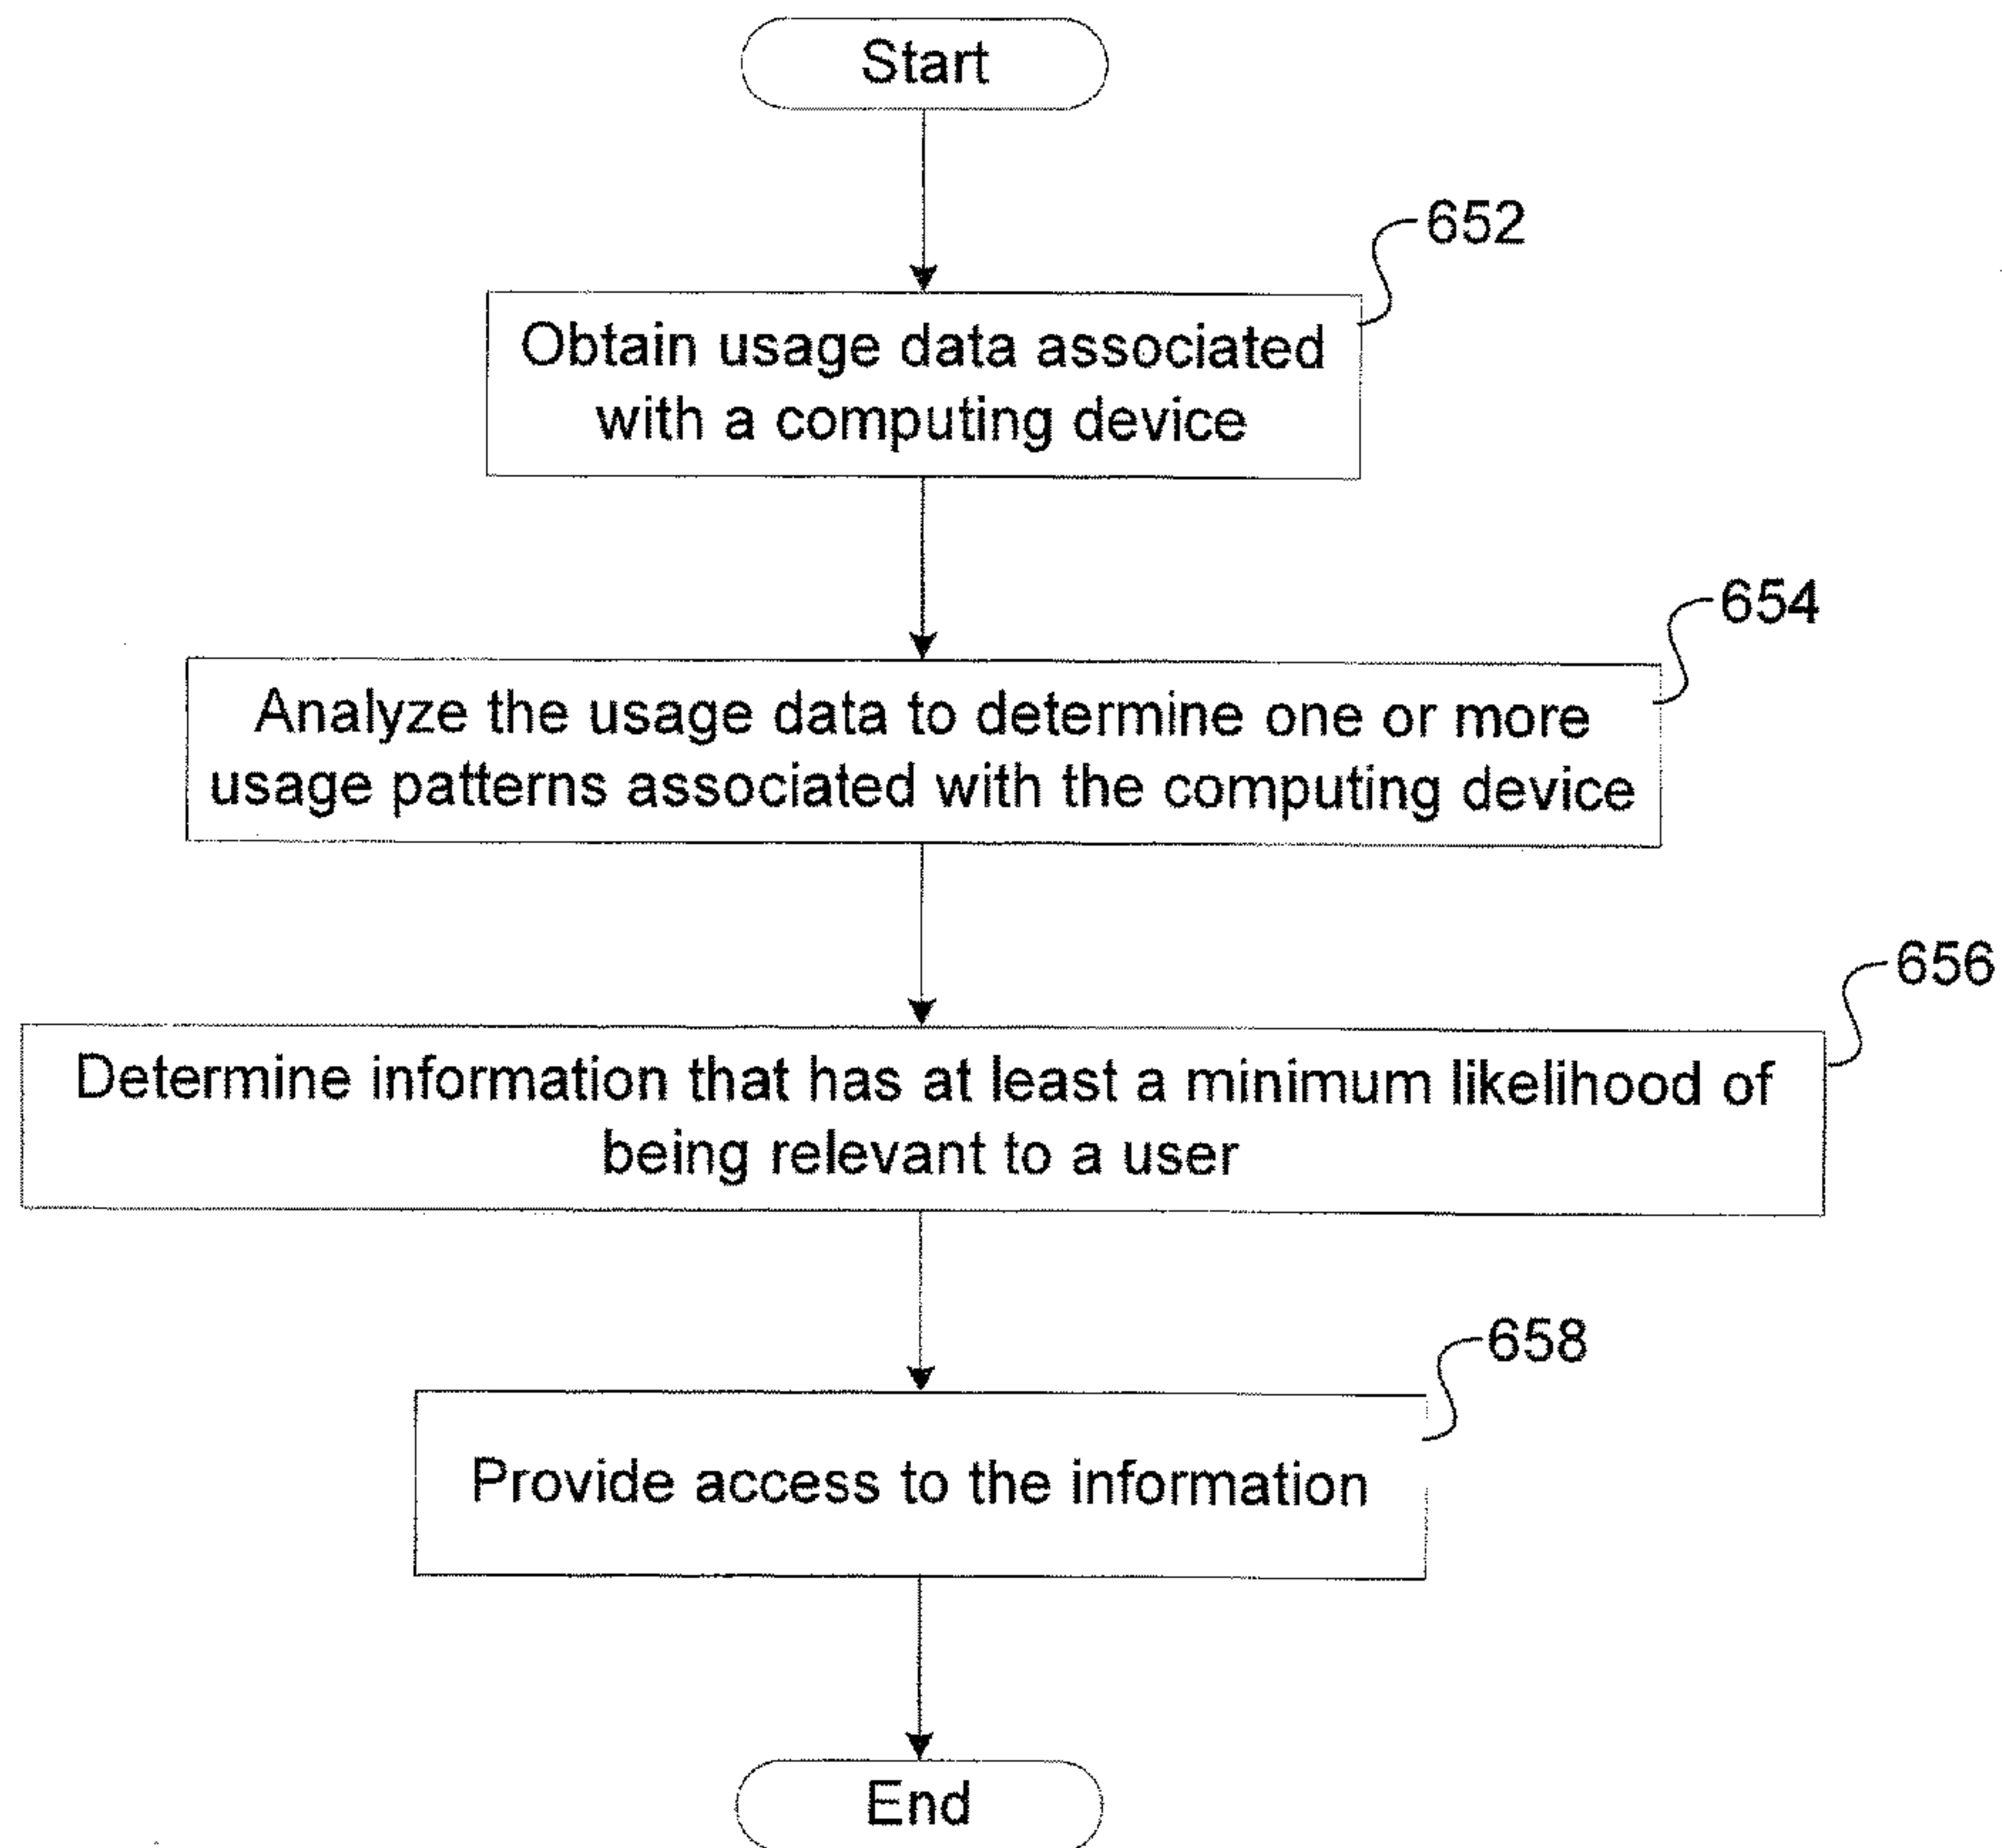 Start
652
Obtain usage data associated
with a computing device
654
Analyze the usage data to determine one or more
usage patterns associated with the computing device
656
Determine information that has at least a minimum likelihood of
being relevant to a user
658
Provide access to the information
End